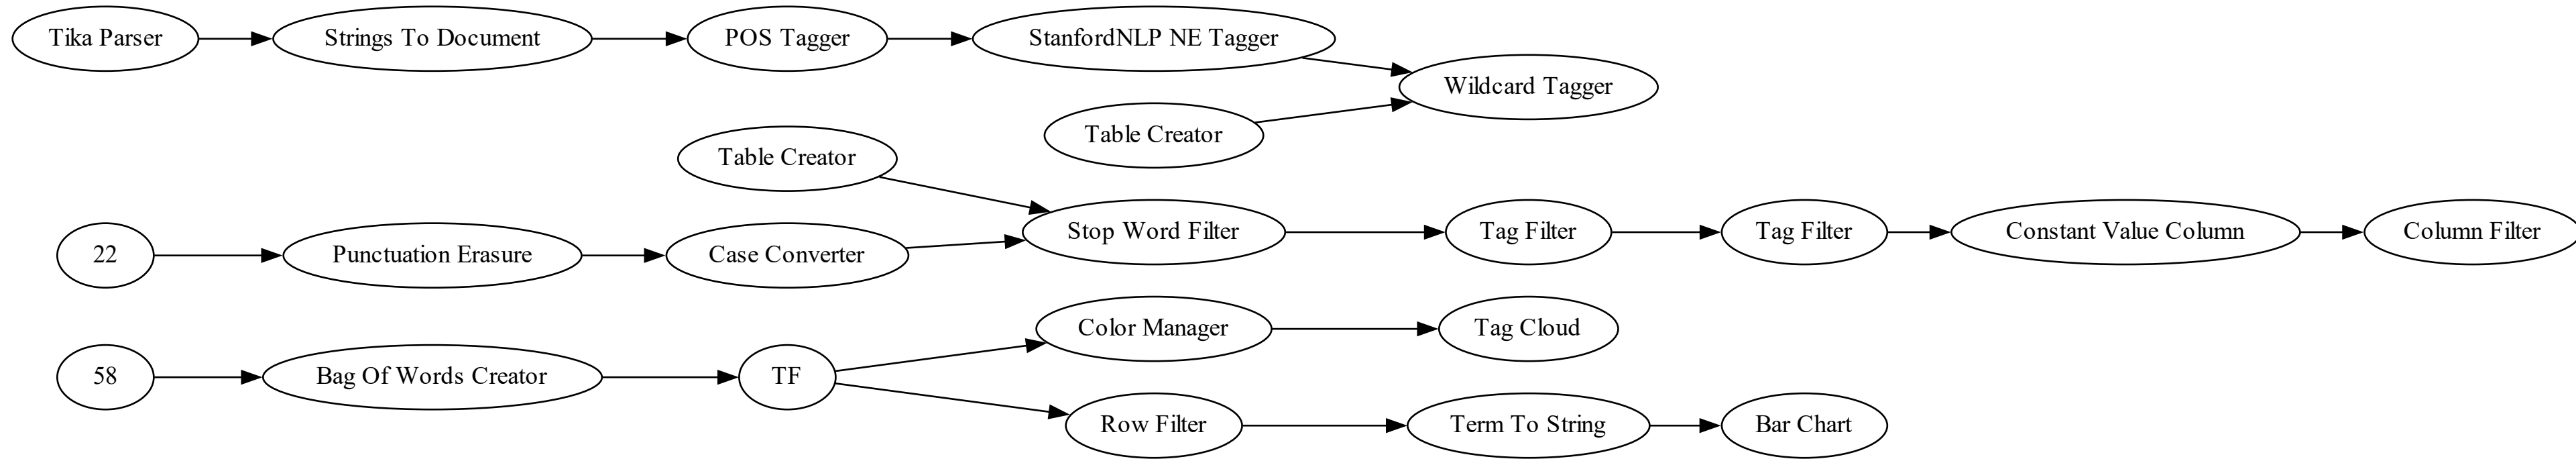 Tika Parser
Strings To Document
POS Tagger
StanfordNLP NE Tagger
Wildcard Tagger
Table Creator
Table Creator
22
Punctuation Erasure
Case Converter
Stop Word Filter
Tag Filter
Tag Filter
Constant Value Column
Column Filter
58
Bag Of Words Creator
TF
Color Manager
Tag Cloud
Row Filter
Term To String
Bar Chart